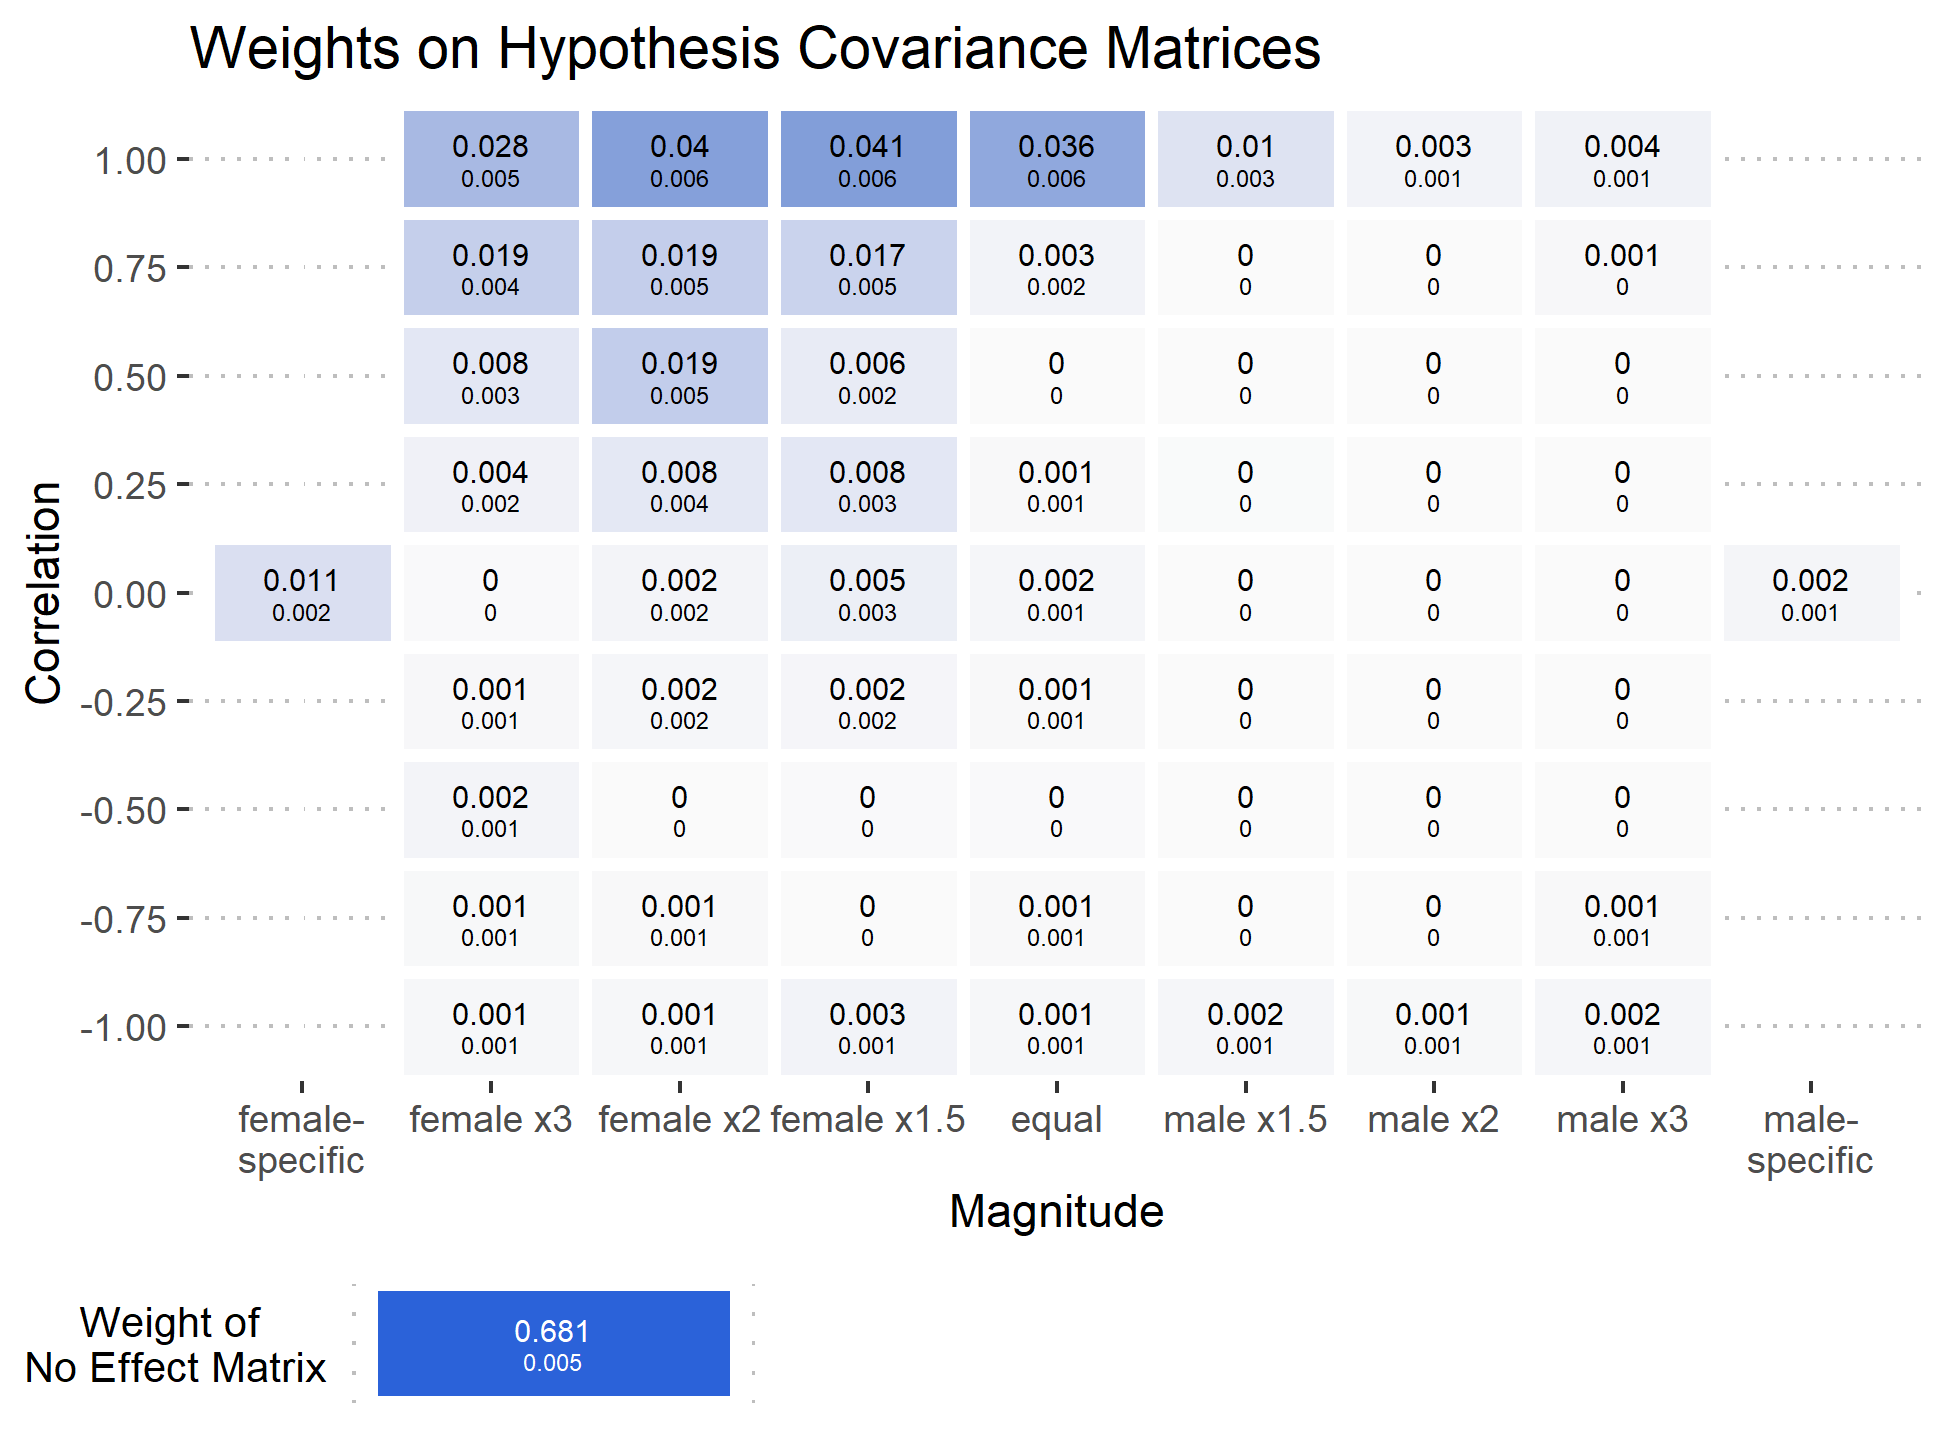 Weights on Hypothesis Covariance Matrices
1.00 0.028 0.04 0.041 0.036 0.01 0.003 0.004
0.005 0.006 0.006 0.006 0.003 0.001 0.001
0.75 0.019 0.019 0.017 0.003 0 0 0.001
0.004 0.005 0.005 0.002 0 0 0
0.50 0.008 0.019 0.006 0 0 0 0
0.003 0.005 0.002 0 0 0 0
0.25 0.004 0.008 0.008 0.001 0 0 0
0.002 0.004 0.003 0.001 0 0 0
0.00 0.011 0 0.002 0.005 0.002 0 0 0 0.002
0.002 0 0.002 0.003 0.001 0 0 0 0.001
-0.25 0.001 0.002 0.002 0.001 0 0 0
0.001 0.002 0.002 0.001 0 0 0
-0.50 0.002 0 0 0 0 0 0
0.001 0 0 0 0 0 0
-0.75 0.001 0.001 0 0.001 0 0 0.001
0.001 0.001 0 0.001 0 0 0.001
-1.00 0.001 0.001 0.003 0.001 0.002 0.001 0.002
0.001 0.001 0.001 0.001 0.001 0.001 0.001
Correlation
female- female x3 female x2 female x1.5 equal male x1.5 male x2 male x3 male-
specific specific
Magnitude
Weight of
No Effect Matrix
0.681
0.005